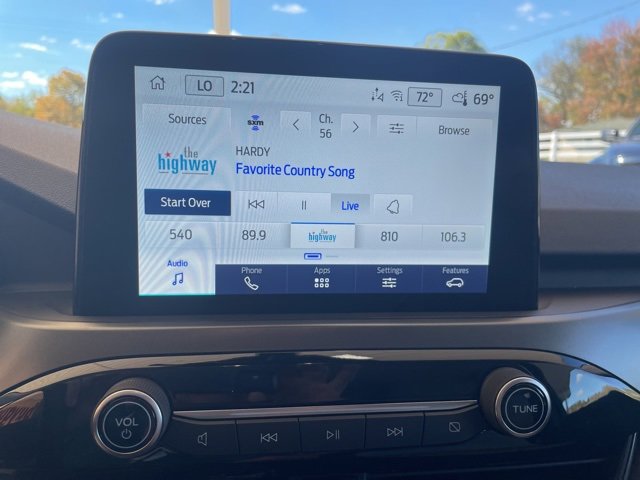 LO 2:21 72° 69°
Sources sxm Ch. 56 Browse
the highway
HARDY
Favorite Country Song
Start Over Live
540 89.9 the highway 810 106.3
Audio Phone Apps Settings Features
VOL TUNE